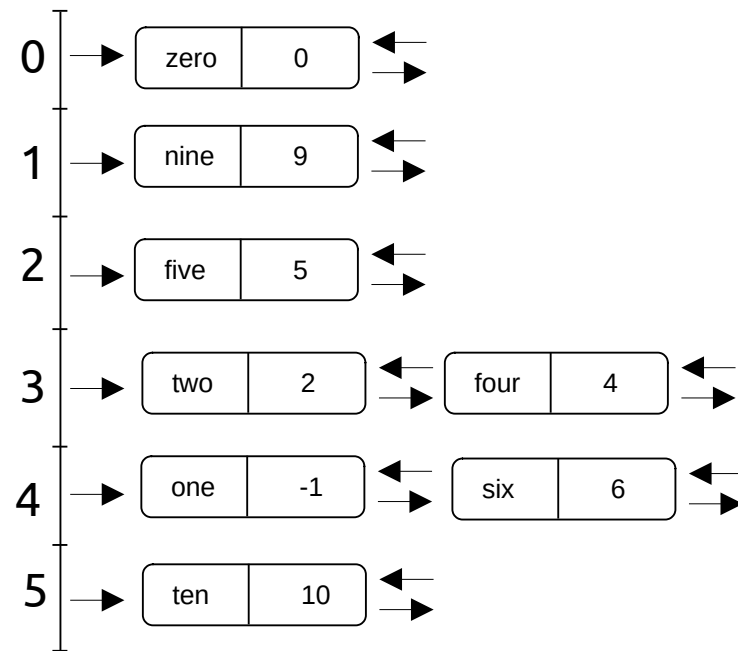 0 zero 0
1 nine 9
2 five 5
3 two 2 four 4
4 one -1 six 6
5 ten 10